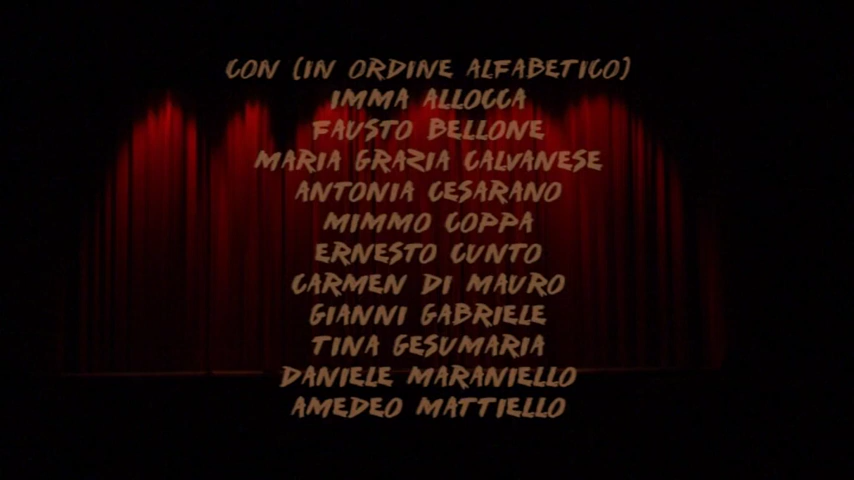 CON (IN ORDINE ALFABETICO)
IMMA ALLOCCA
FAUSTO BELLONE
MARIA GRAZIA CALVANESE
ANTONIA CESARANO
MIMMO COPPA
ERNESTO CUNTO
CARMEN DI MAURO
GIANNI GABRIELE
TINA GESUMARIA
DANIELE MARANIELLO
AMEDEO MATTIELLO